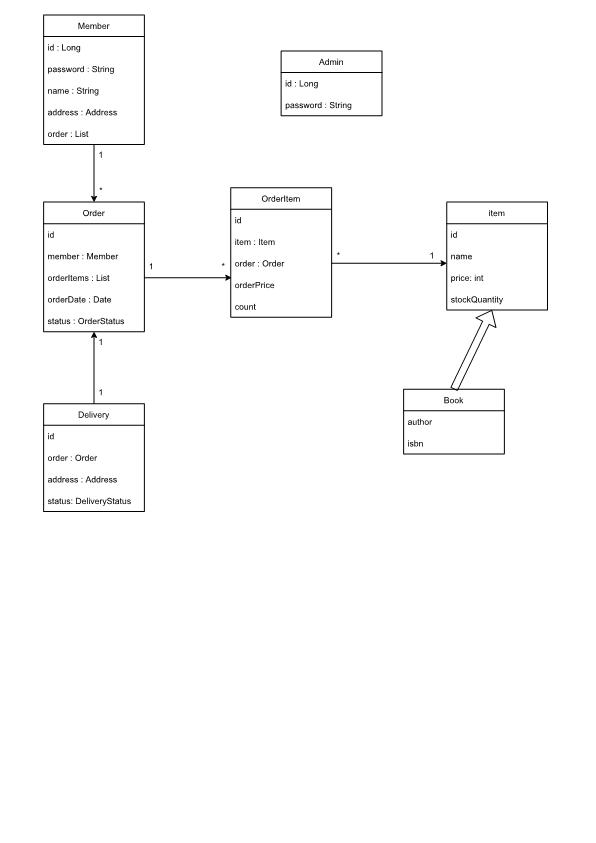 Member
id : Long
password : String
name : String
address : Address
order : List
Admin
id : Long
password : String
1
*
Order
id
member : Member
orderItems : List
orderDate : Date
status : OrderStatus
1
*
OrderItem
id
item : Item
order : Order
orderPrice
count
*
1
item
id
name
price: int
stockQuantity
1
1
Delivery
id
order : Order
address : Address
status: DeliveryStatus
Book
author
isbn